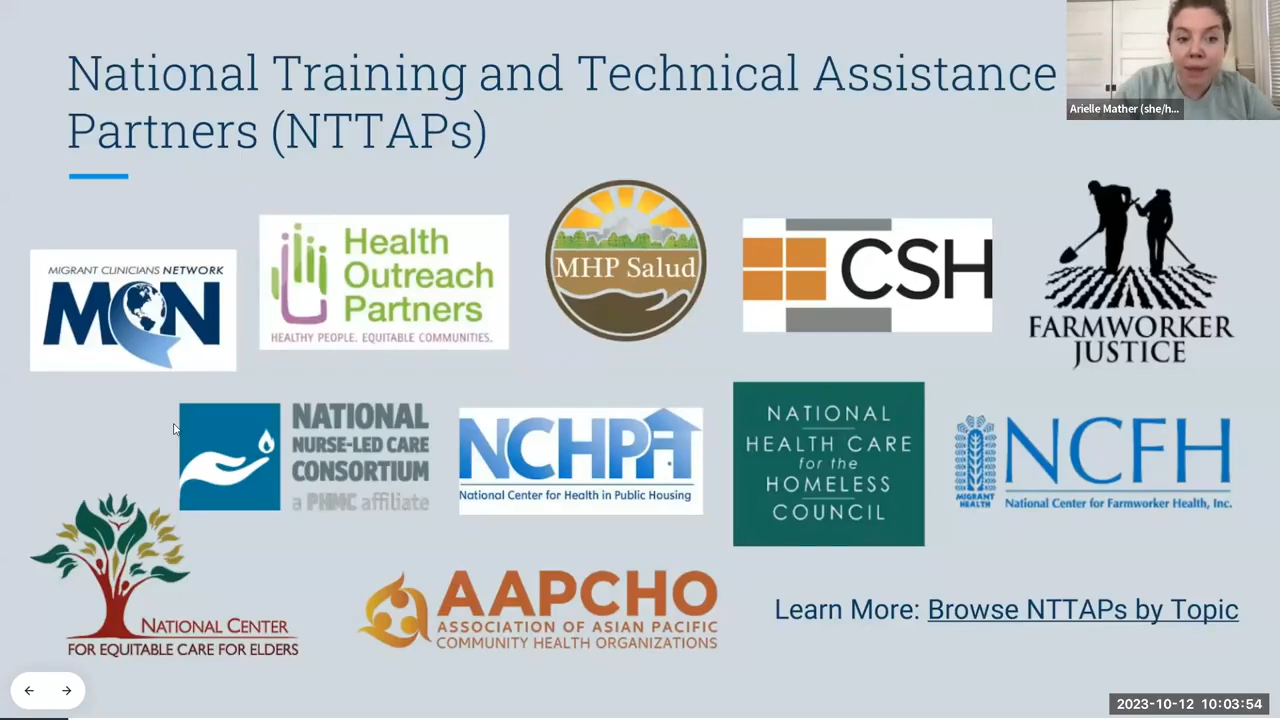 National Training and Technical Assistance
Partners (NTTAPs)
Arielle Mather (she/h...
MIGRANT CLINICIANS NETWORK
MCN
Health
Outreach
Partners
HEALTHY PEOPLE. EQUITABLE COMMUNITIES.
MHP Salud
CSH
FARMWORKER
JUSTICE
NATIONAL
NURSE-LED CARE
CONSORTIUM
a PHMC affiliate
NCHPH
National Center for Health in Public Housing
NATIONAL
HEALTH CARE
for the
HOMELESS
COUNCIL
MIGRANT
HEALTH
NCFH
National Center for Farmworker Health, Inc.
NATIONAL CENTER
FOR EQUITABLE CARE FOR ELDERS
AAPCHO
ASSOCIATION OF ASIAN PACIFIC
COMMUNITY HEALTH ORGANIZATIONS
Learn More: Browse NTTAPs by Topic
2023-10-12 10:03:54